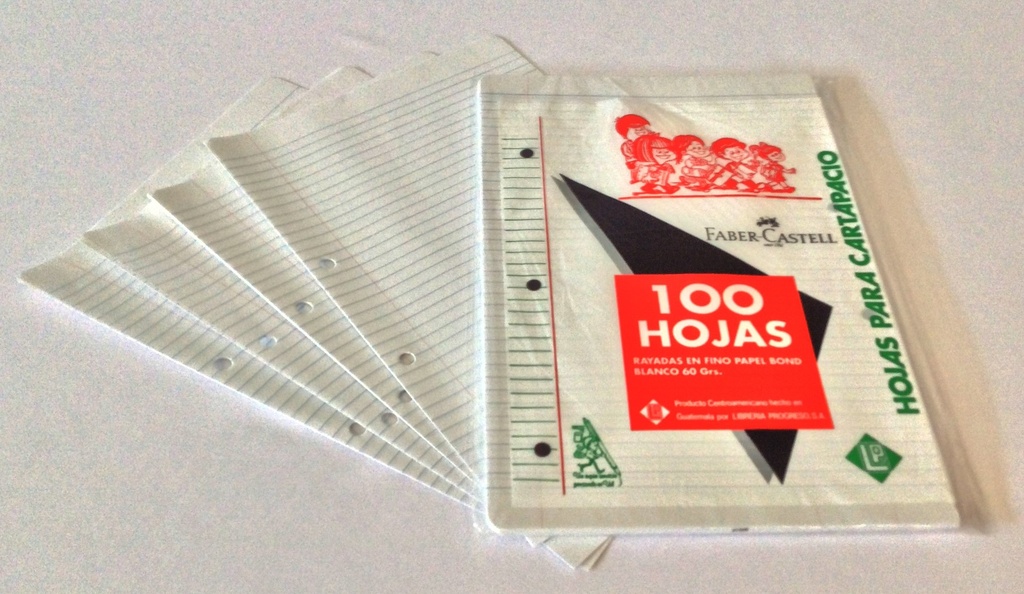 FABER-CASTELL
100
HOJAS
RAYADAS EN FINO PAPEL BOND
BLANCO 60 Grs.
Producto Centroamericano hecho en
Guatemala por LIBRERIA PROGRESO, S.A.
HOJAS PARA CARTAPACIO